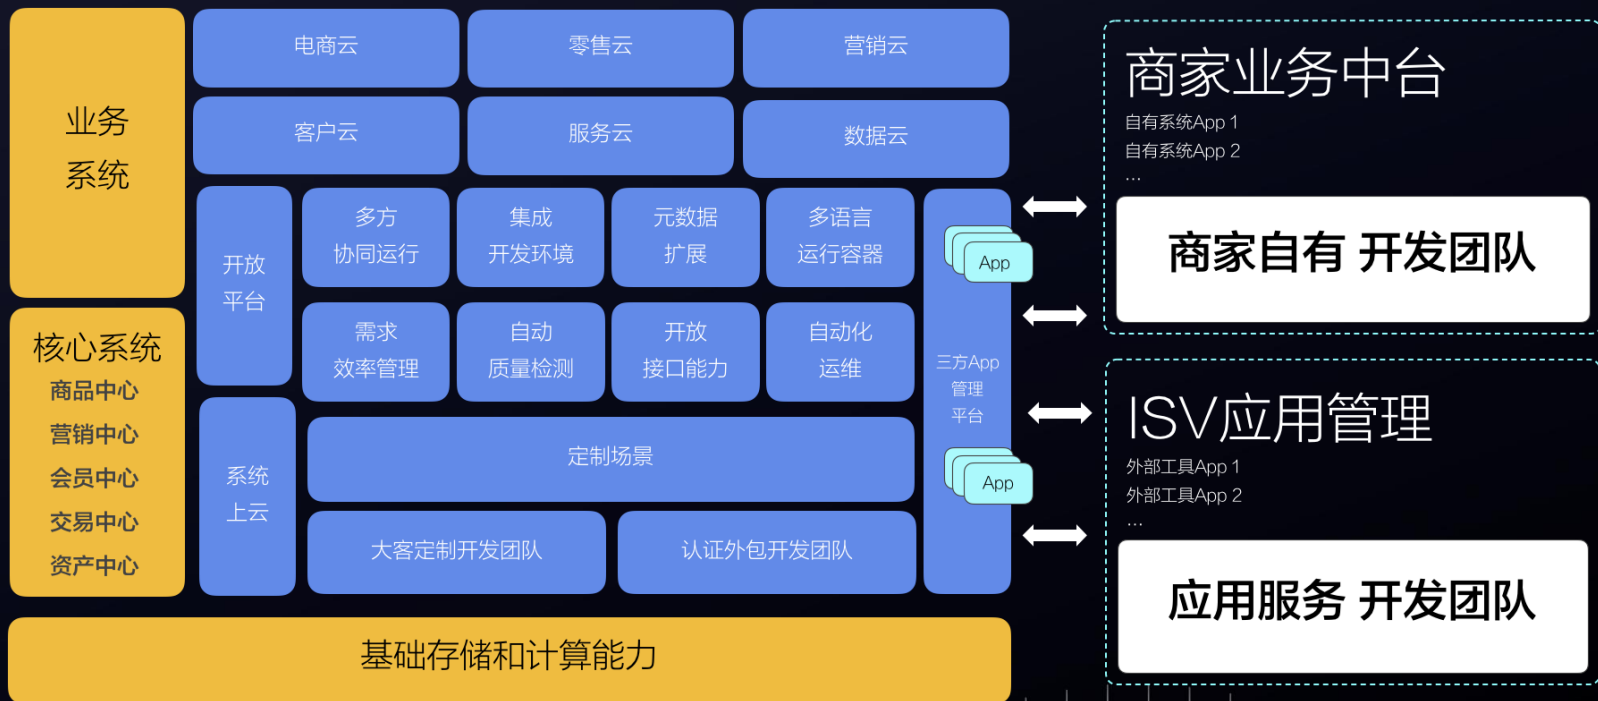 业务
系统
电商云
零售云
营销云
客户云
服务云
数据云
开放
平台
多方
协同运行
集成
开发环境
元数据
扩展
多语言
运行容器
需求
效率管理
自动
质量检测
开放
接口能力
自动化
运维
App
三方App
管理
平台
App
核心系统
商品中心
营销中心
会员中心
交易中心
资产中心
系统
上云
定制场景
大客定制开发团队
认证外包开发团队
基础存储和计算能力
商家业务中台
自有系统App 1
自有系统App 2
...
商家自有 开发团队
ISV应用管理
外部工具App 1
外部工具App 2
...
应用服务 开发团队